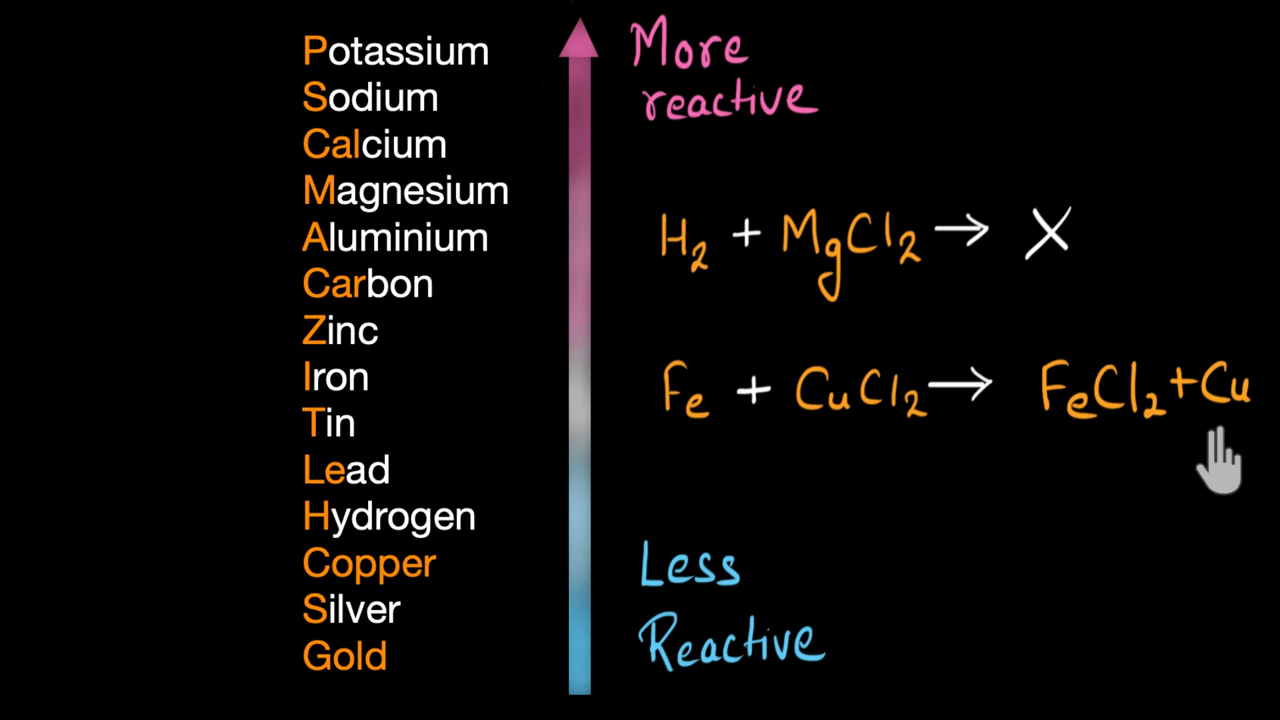 Potassium
Sodium
Calcium
Magnesium
Aluminium
Carbon
Zinc
Iron
Tin
Lead
Hydrogen
Copper
Silver
Gold
More
reactive
H₂ + MgCl₂ → X
Fe + CuCl₂ → FeCl₂ + Cu
Less
Reactive